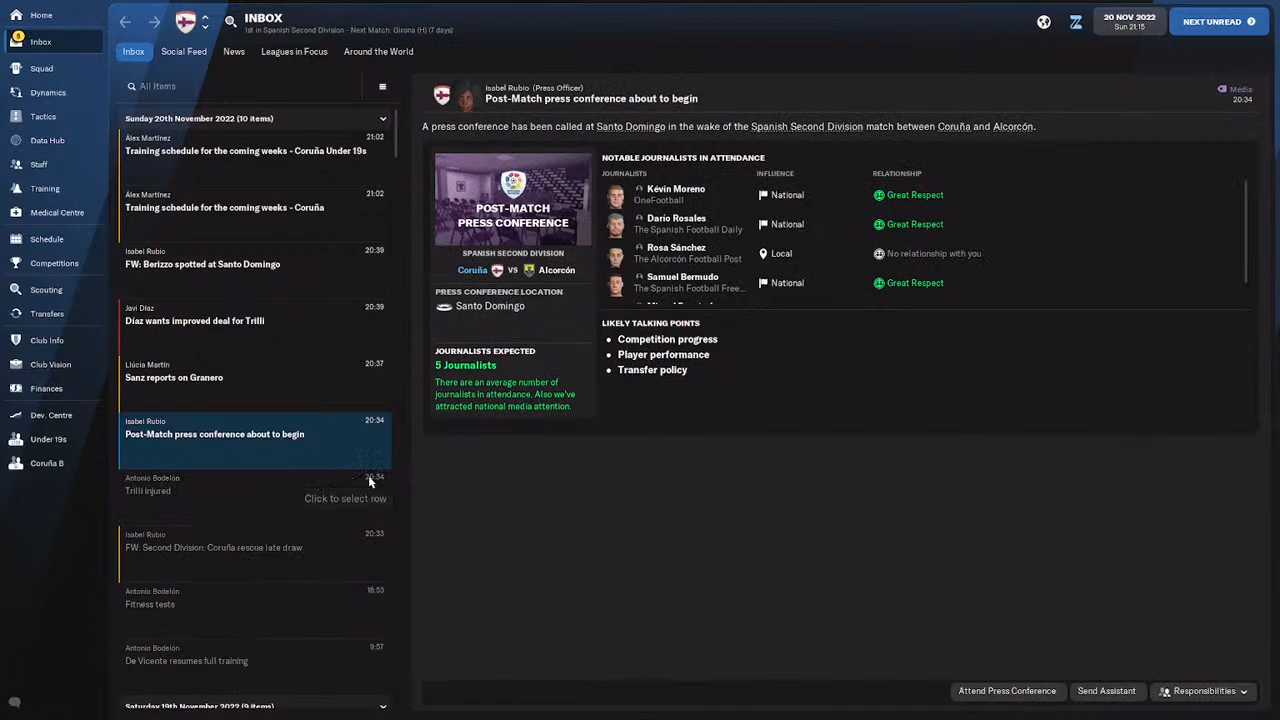 Home
6
Inbox
Squad
Dynamics
Tactics
Data Hub
Staff
Training
Medical Centre
Schedule
Competitions
Scouting
Transfers
Club Info
Club Vision
Finances
Dev. Centre
Under 19s
Coruña B
INBOX
1st in Spanish Second Division - Next Match: Girona (H) (7 days)
20 NOV 2022
Sun 21:15
NEXT UNREAD
Inbox
Social Feed
News
Leagues in Focus
Around the World
All Items
Sunday 20th November 2022 (10 items)
Álex Martínez
21:02
Training schedule for the coming weeks - Coruña Under 19s
Álex Martínez
21:02
Training schedule for the coming weeks - Coruña
Isabel Rubio
20:39
FW: Berizzo spotted at Santo Domingo
Javi Díaz
20:39
Díaz wants improved deal for Trilli
Llúcia Martín
20:37
Sanz reports on Granero
Isabel Rubio
20:34
Post-Match press conference about to begin
Antonio Bodelón
20:34
Trilli injured
Click to select row
Isabel Rubio
20:33
FW: Second Division: Coruña rescue late draw
Antonio Bodelón
18:53
Fitness tests
Antonio Bodelón
9:57
De Vicente resumes full training
Saturday 19th November 2022 (9 items)
Isabel Rubio (Press Officer)
Post-Match press conference about to begin
Media
20:34
A press conference has been called at Santo Domingo in the wake of the Spanish Second Division match between Coruña and Alcorcón.
POST-MATCH
PRESS CONFERENCE
SPANISH SECOND DIVISION
Coruña VS Alcorcón
PRESS CONFERENCE LOCATION
Santo Domingo
JOURNALISTS EXPECTED
5 Journalists
There are an average number of
journalists in attendance. Also we've
attracted national media attention.
NOTABLE JOURNALISTS IN ATTENDANCE
JOURNALISTS
INFLUENCE
RELATIONSHIP
Kévin Moreno
OneFootball
National
Great Respect
Darío Rosales
The Spanish Football Daily
National
Great Respect
Rosa Sánchez
The Alcorcón Football Post
Local
No relationship with you
Samuel Bermudo
The Spanish Football Free...
National
Great Respect
LIKELY TALKING POINTS
Competition progress
Player performance
Transfer policy
Attend Press Conference
Send Assistant
Responsibilities